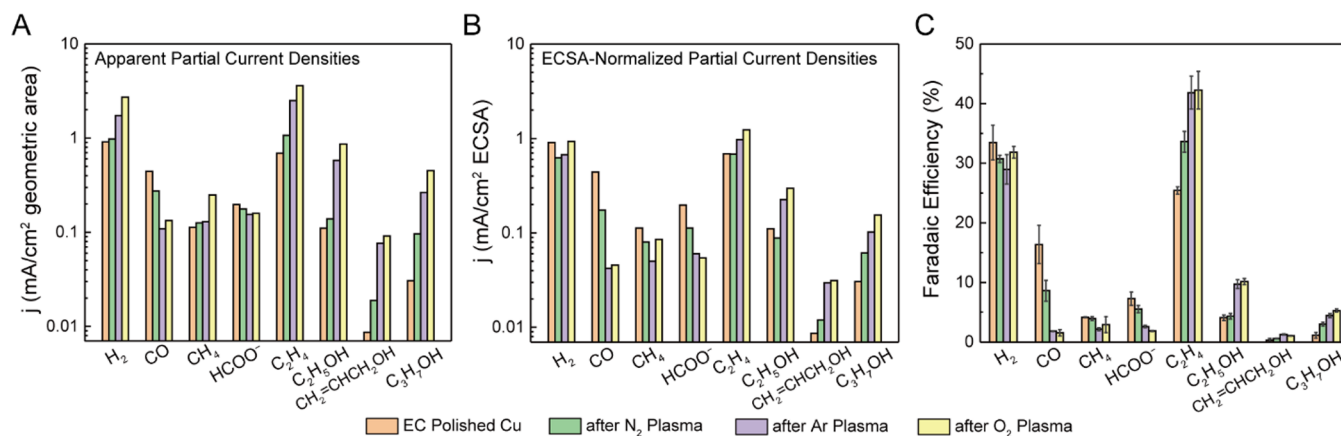 A
B
C
Apparent Partial Current Densities
j (mA/cm² geometric area)
10
1
0.1
0.01
H₂
CO
CH₄
HCOO⁻
C₂H₄
C₂H₅OH
CH₂=CHCH₂OH
C₃H₇OH
ECSA-Normalized Partial Current Densities
j (mA/cm² ECSA)
10
1
0.1
0.01
H₂
CO
CH₄
HCOO⁻
C₂H₄
C₂H₅OH
CH₂=CHCH₂OH
C₃H₇OH
Faradaic Efficiency (%)
50
40
30
20
10
0
H₂
CO
CH₄
HCOO⁻
C₂H₄
C₂H₅OH
CH₂=CHCH₂OH
C₃H₇OH
EC Polished Cu
after N₂ Plasma
after Ar Plasma
after O₂ Plasma